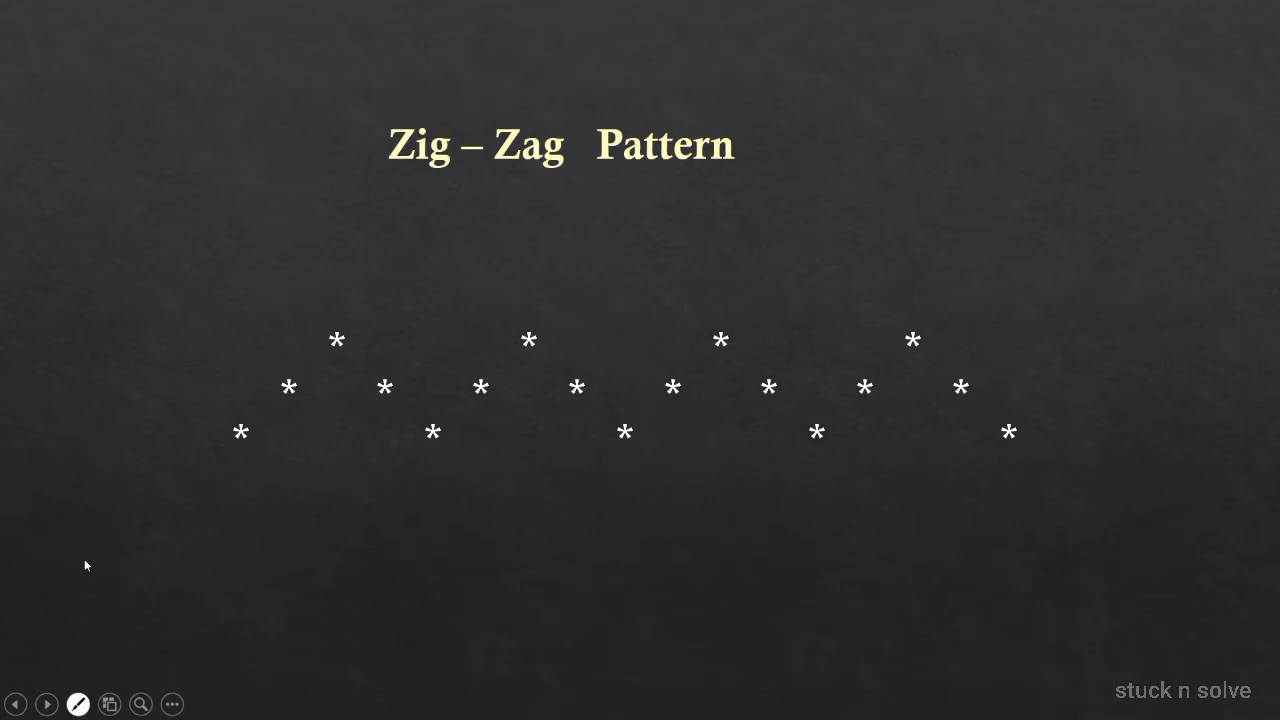 Zig – Zag Pattern
* * * *
* * * * * * * *
* * * * *
stuck n solve